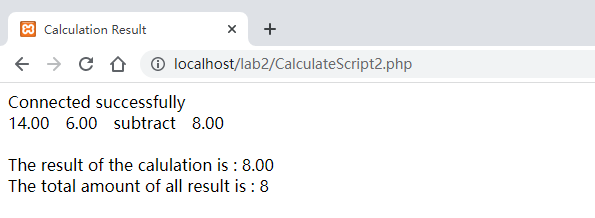 Calculation Result
localhost/lab2/CalculateScript2.php
Connected successfully
14.00 6.00 subtract 8.00
The result of the calulation is : 8.00
The total amount of all result is : 8